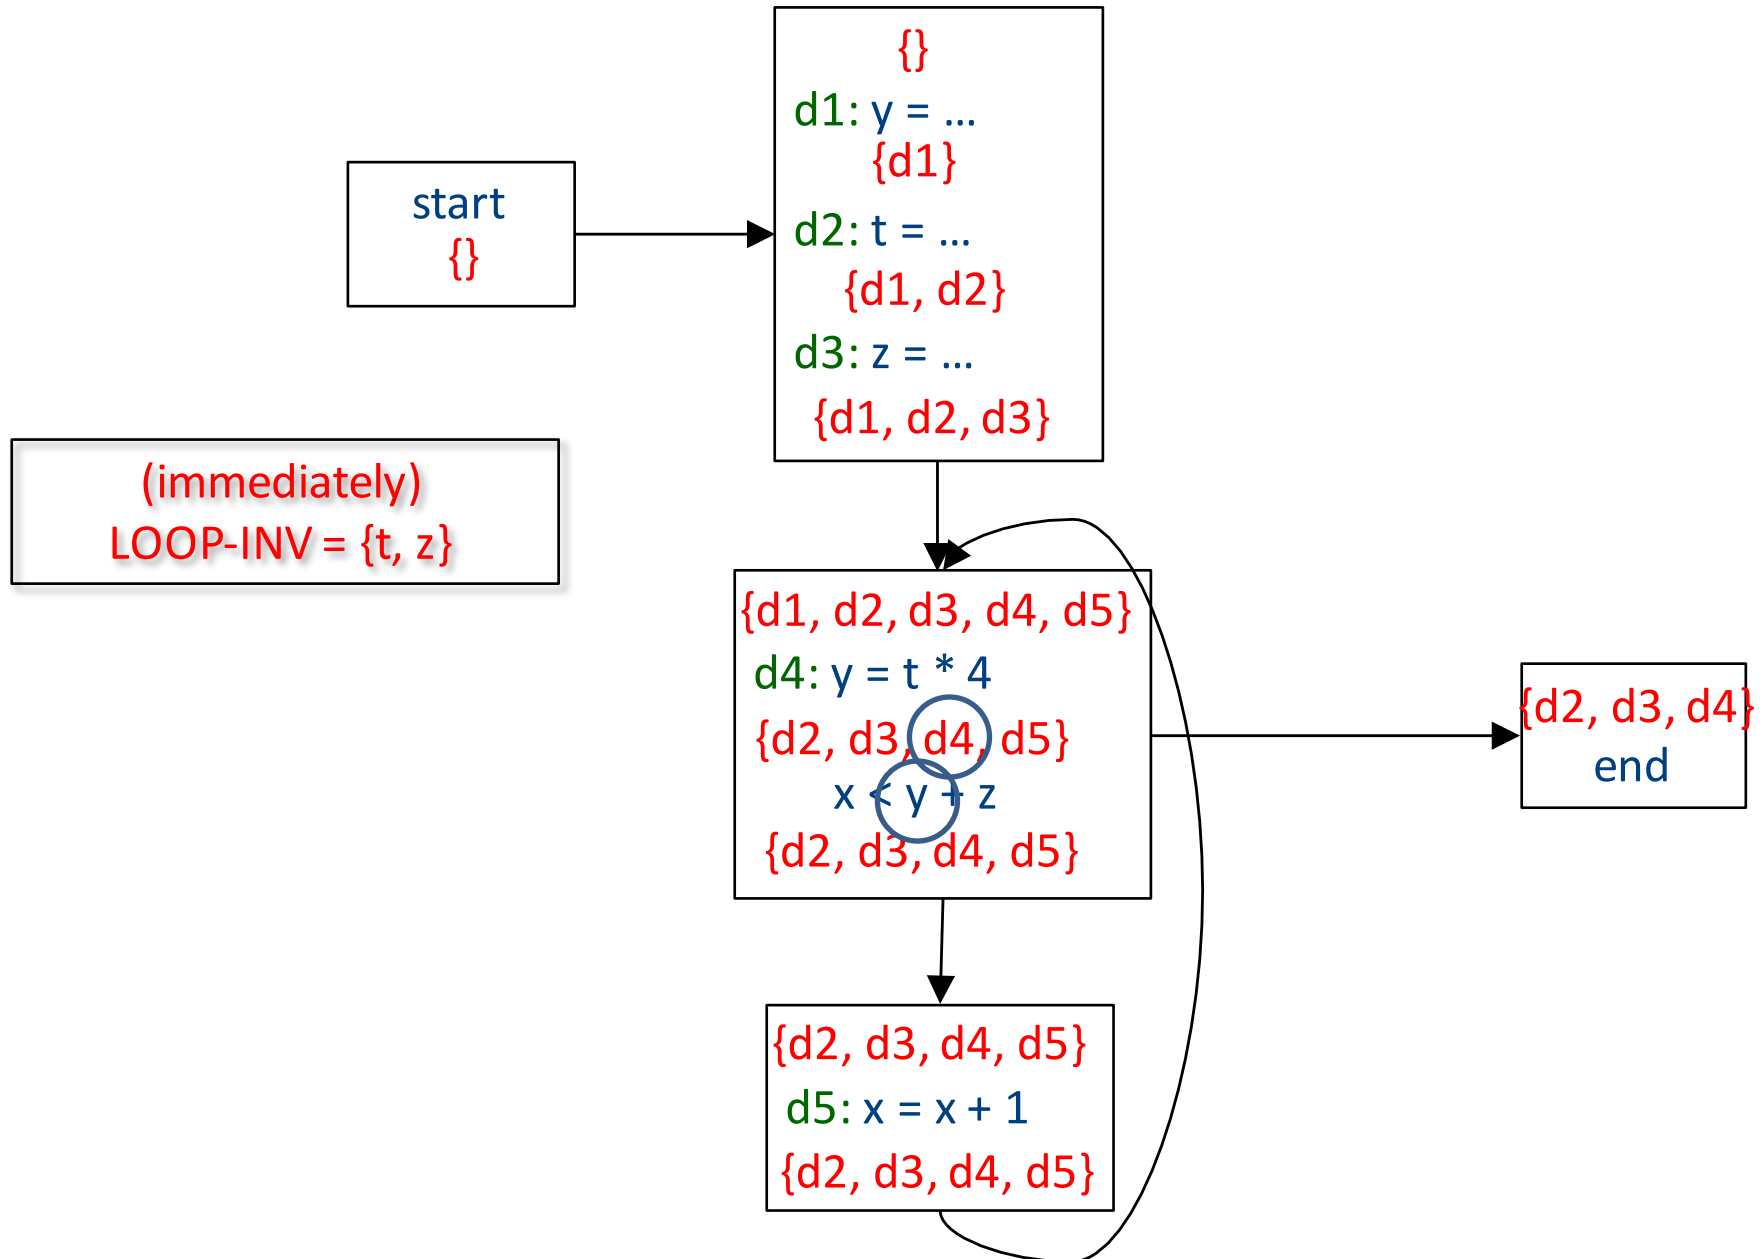 {}
d1: y = ...
{d1}
d2: t = ...
{d1, d2}
d3: z = ...
{d1, d2, d3}
start
{}
(immediately)
LOOP-INV = {t, z}
{d1, d2, d3, d4, d5}
d4: y = t * 4
{d2, d3, d4, d5}
x < y + z
{d2, d3, d4, d5}
{d2, d3, d4}
end
{d2, d3, d4, d5}
d5: x = x + 1
{d2, d3, d4, d5}